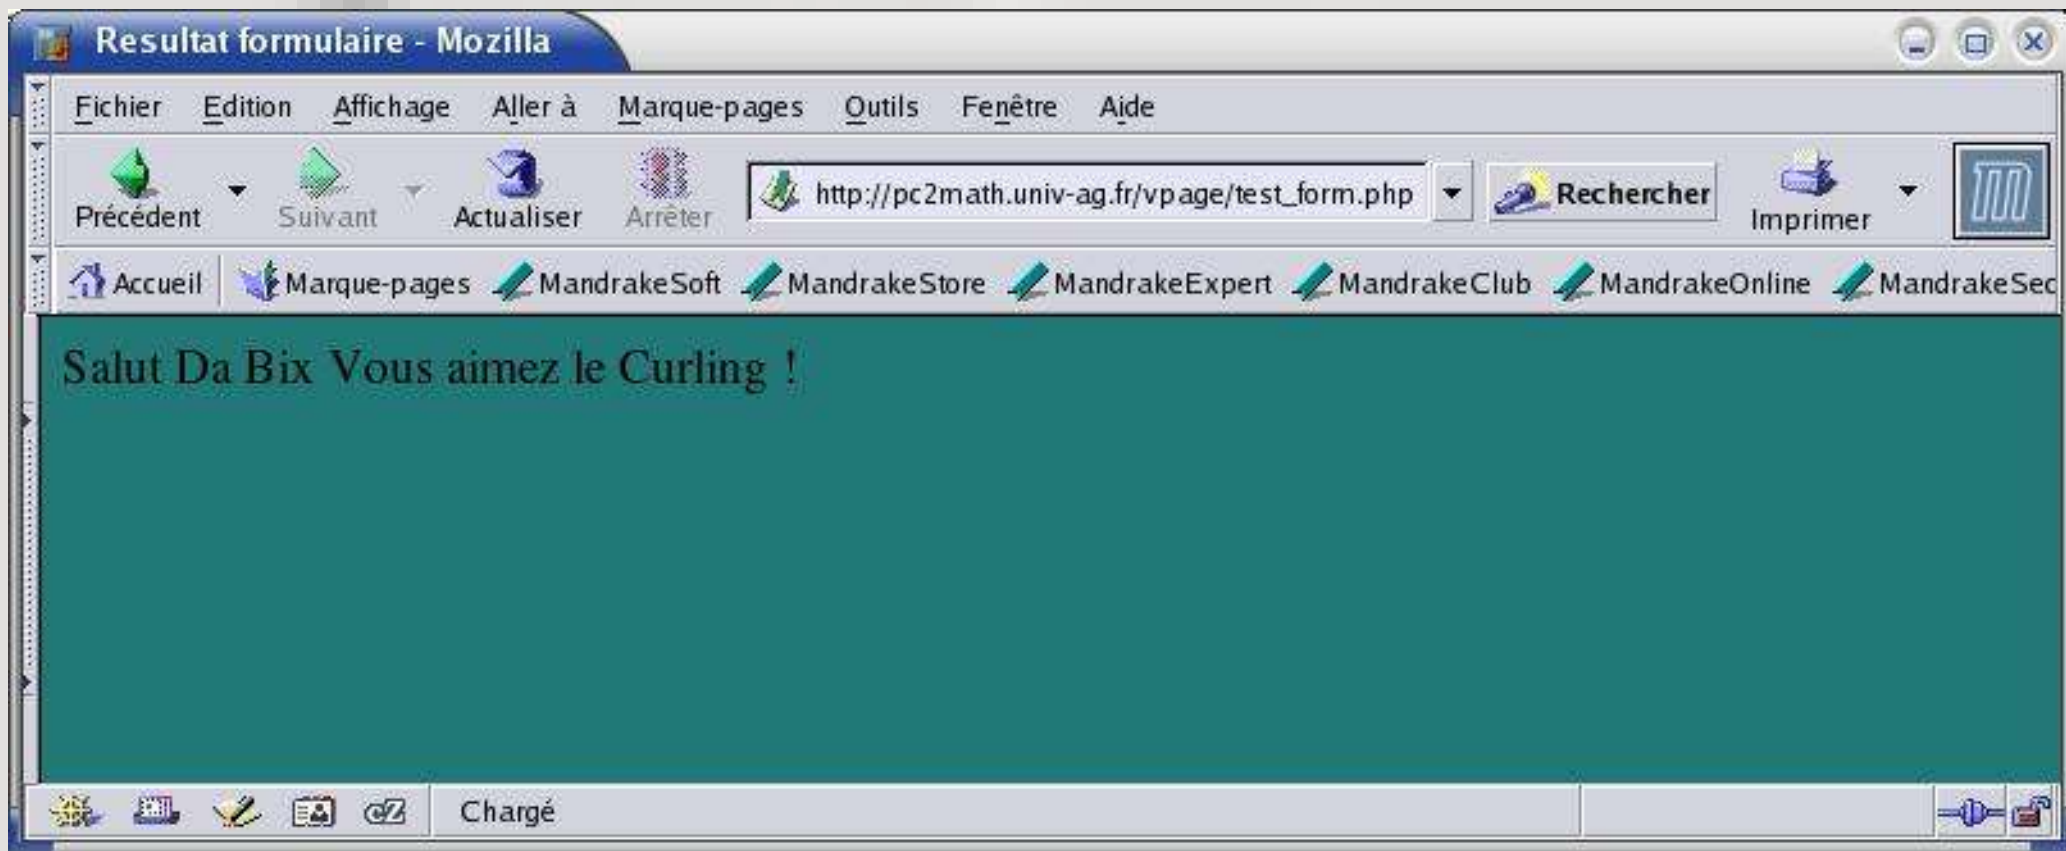 Resultat formulaire - Mozilla
Fichier Edition Affichage Aller à Marque-pages Outils Fenêtre Aide
Précédent Suivant Actualiser Arrêter http://pc2math.univ-ag.fr/vpage/test_form.php Rechercher Imprimer
Accueil Marque-pages MandrakeSoft MandrakeStore MandrakeExpert MandrakeClub MandrakeOnline MandrakeSec
Salut Da Bix Vous aimez le Curling !
Chargé